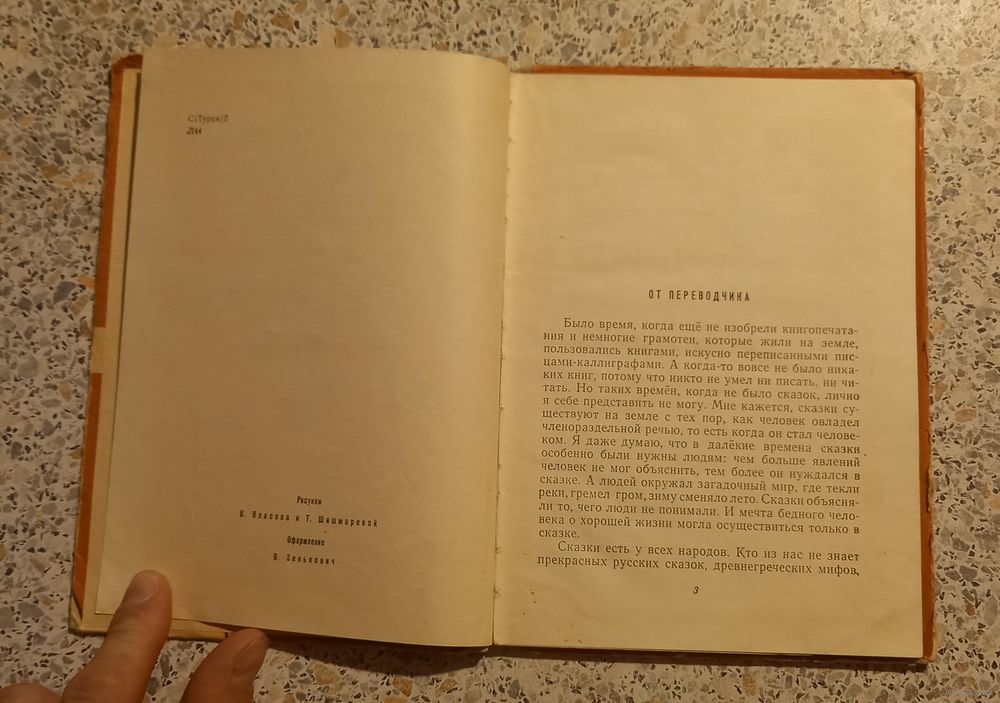 С(Туркм)2
Л44
Рисунки
В. Власова и Т. Шишмаревой
Оформление
В. Зенькович
ОТ ПЕРЕВОДЧИКА
Было время, когда ещё не изобрели книгопечата-
ния и немногие грамотеи, которые жили на земле,
пользовались книгами, искусно переписанными пис-
цами-каллиграфами. А когда-то вовсе не было ника-
ких книг, потому что никто не умел ни писать, ни чи-
тать. Но таких времён, когда не было сказок, лично
я себе представить не могу. Мне кажется, сказки су-
ществуют на земле с тех пор, как человек овладел
членораздельной речью, то есть когда он стал челове-
ком. Я даже думаю, что в далёкие времена сказки
особенно были нужны людям: чем больше явлений
человек не мог объяснить, тем более он нуждался в
сказке. А людей окружал загадочный мир, где текли
реки, гремел гром, зиму сменяло лето. Сказки объясня-
ли то, чего люди не понимали. И мечта бедного чело-
века о хорошей жизни могла осуществиться только в
сказке.
Сказки есть у всех народов. Кто из нас не знает
прекрасных русских сказок, древнегреческих мифов,
3